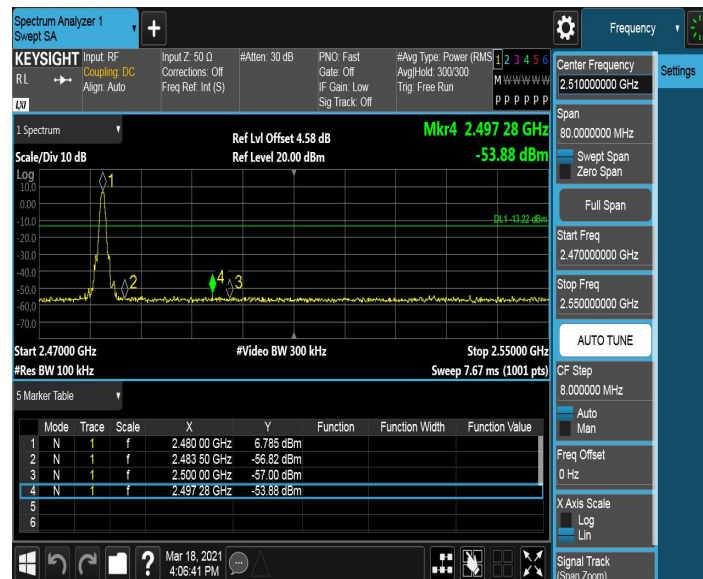 Spectrum Analyzer 1
Swept SA
Frequency
KEYSIGHT Input: RF Input Z: 50 Ω #Atten: 30 dB PNO: Fast #Avg Type: Power (RMS 1 2 3 4 5 6
RL Coupling: DC Corrections: Off Gate: Off Avg|Hold: 300/300 M W W W W W
Align: Auto Freq Ref: Int (S) IF Gain: Low Trig: Free Run
LXI Sig Track: Off P P P P P P
Center Frequency
2.510000000 GHz
Settings
Span
80.0000000 MHz
Swept Span
Zero Span
Full Span
Start Freq
2.470000000 GHz
Stop Freq
2.550000000 GHz
AUTO TUNE
CF Step
8.000000 MHz
Auto
Man
Freq Offset
0 Hz
X Axis Scale
Log
Lin
Signal Track
(Span Zoom)
1 Spectrum Ref Lvl Offset 4.58 dB Mkr4 2.497 28 GHz
Scale/Div 10 dB Ref Level 20.00 dBm -53.88 dBm
Log
10.0
0.00
-10.0
-20.0
-30.0
-40.0
-50.0
-60.0
-70.0
1
2
4
3
DL1 -13.22 dBm
Start 2.47000 GHz #Video BW 300 kHz Stop 2.55000 GHz
#Res BW 100 kHz Sweep 7.67 ms (1001 pts)
5 Marker Table
Mode Trace Scale X Y Function Function Width Function Value
1 N 1 f 2.480 00 GHz 6.785 dBm
2 N 1 f 2.483 50 GHz -56.82 dBm
3 N 1 f 2.500 00 GHz -57.00 dBm
4 N 1 f 2.497 28 GHz -53.88 dBm
5
6
? Mar 18, 2021
4:06:41 PM